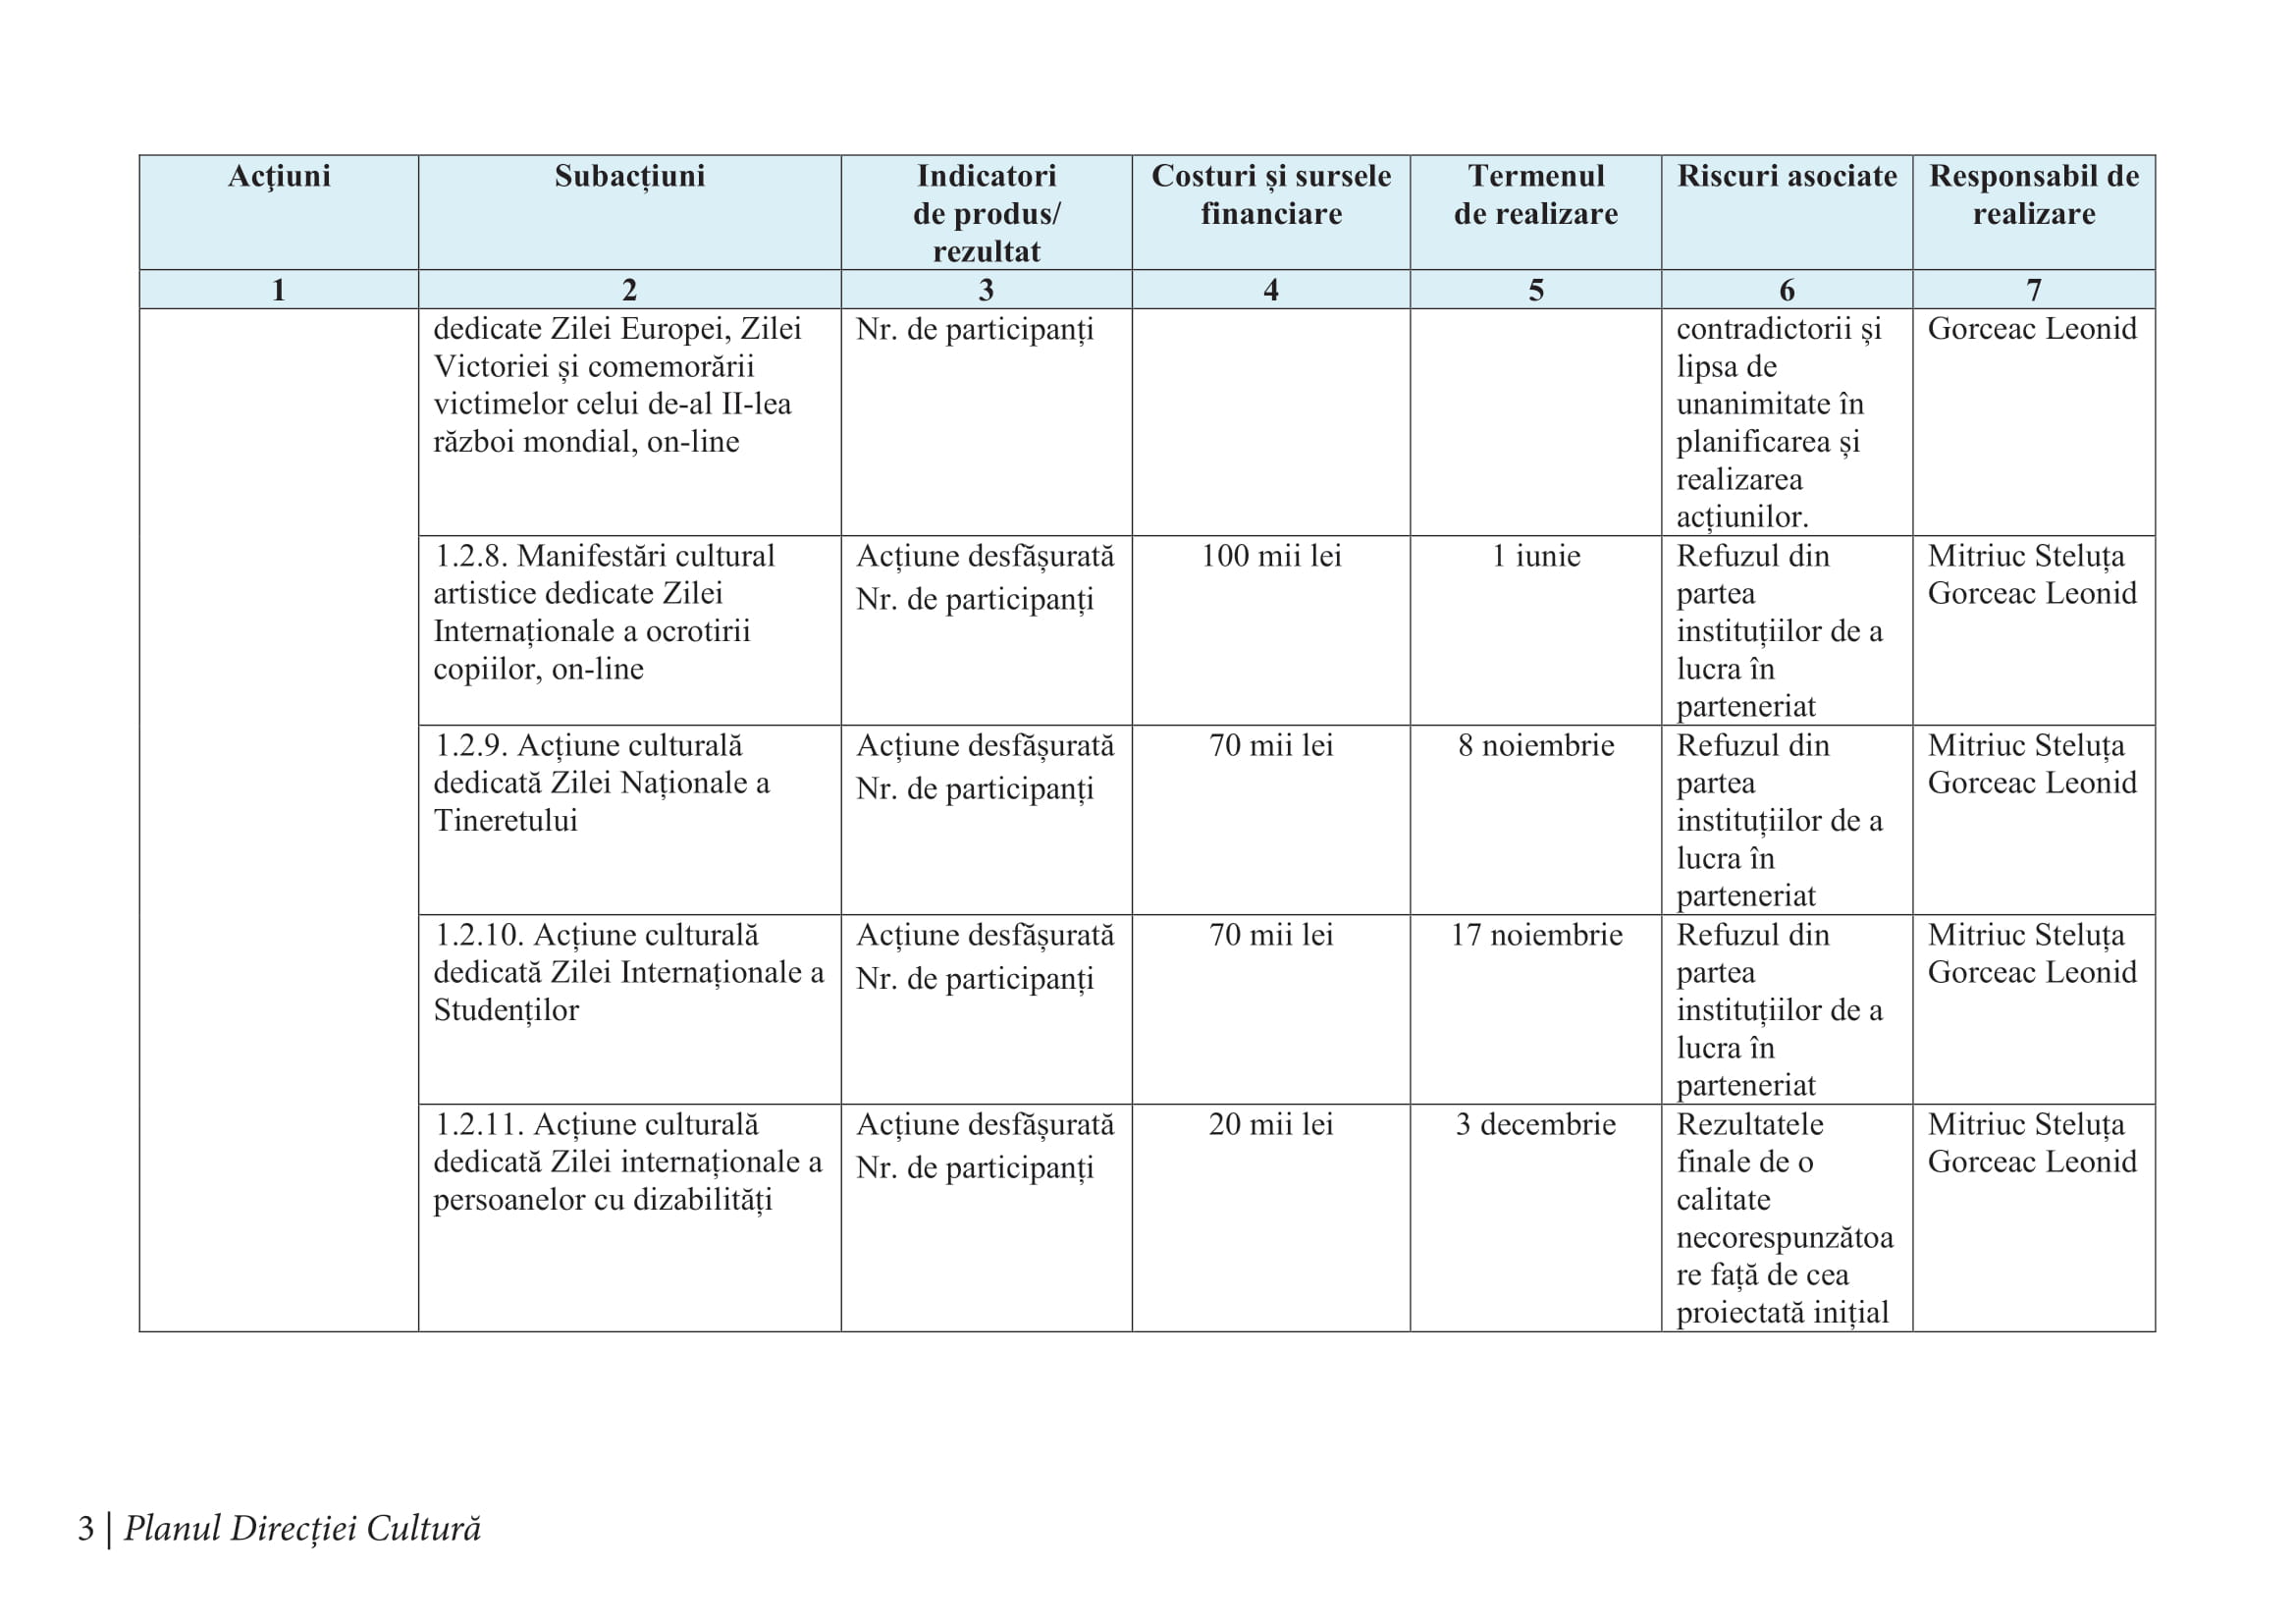 Acţiuni
Subacțiuni
Indicatori
de produs/
rezultat
Costuri și sursele
financiare
Termenul
de realizare
Riscuri asociate
Responsabil de
realizare
1
2
3
4
5
6
7
dedicate Zilei Europei, Zilei
Victoriei și comemorării
victimelor celui de-al II-lea
război mondial, on-line
Nr. de participanți
contradictorii și
lipsa de
unanimitate în
planificarea și
realizarea
acțiunilor.
Gorceac Leonid
1.2.8. Manifestări cultural
artistice dedicate Zilei
Internaționale a ocrotirii
copiilor, on-line
Acțiune desfășurată
Nr. de participanți
100 mii lei
1 iunie
Refuzul din
partea
instituțiilor de a
lucra în
parteneriat
Mitriuc Steluța
Gorceac Leonid
1.2.9. Acțiune culturală
dedicată Zilei Naționale a
Tineretului
Acțiune desfășurată
Nr. de participanți
70 mii lei
8 noiembrie
Refuzul din
partea
instituțiilor de a
lucra în
parteneriat
Mitriuc Steluța
Gorceac Leonid
1.2.10. Acțiune culturală
dedicată Zilei Internaționale a
Studenților
Acțiune desfășurată
Nr. de participanți
70 mii lei
17 noiembrie
Refuzul din
partea
instituțiilor de a
lucra în
parteneriat
Mitriuc Steluța
Gorceac Leonid
1.2.11. Acțiune culturală
dedicată Zilei internaționale a
persoanelor cu dizabilități
Acțiune desfășurată
Nr. de participanți
20 mii lei
3 decembrie
Rezultatele
finale de o
calitate
necorespunzătoa
re față de cea
proiectată inițial
Mitriuc Steluța
Gorceac Leonid
3 | Planul Direcției Cultură